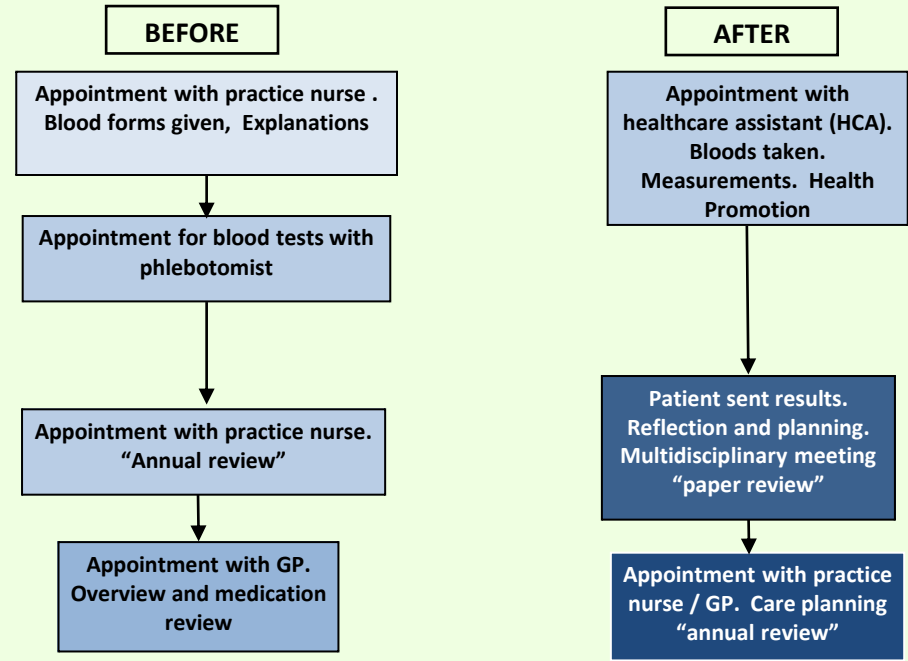 BEFORE
Appointment with practice nurse .
Blood forms given, Explanations
Appointment for blood tests with
phlebotomist
Appointment with practice nurse.
“Annual review”
Appointment with GP.
Overview and medication
review
AFTER
Appointment with
healthcare assistant (HCA).
Bloods taken.
Measurements. Health
Promotion
Patient sent results.
Reflection and planning.
Multidisciplinary meeting
“paper review”
Appointment with practice
nurse / GP. Care planning
“annual review”